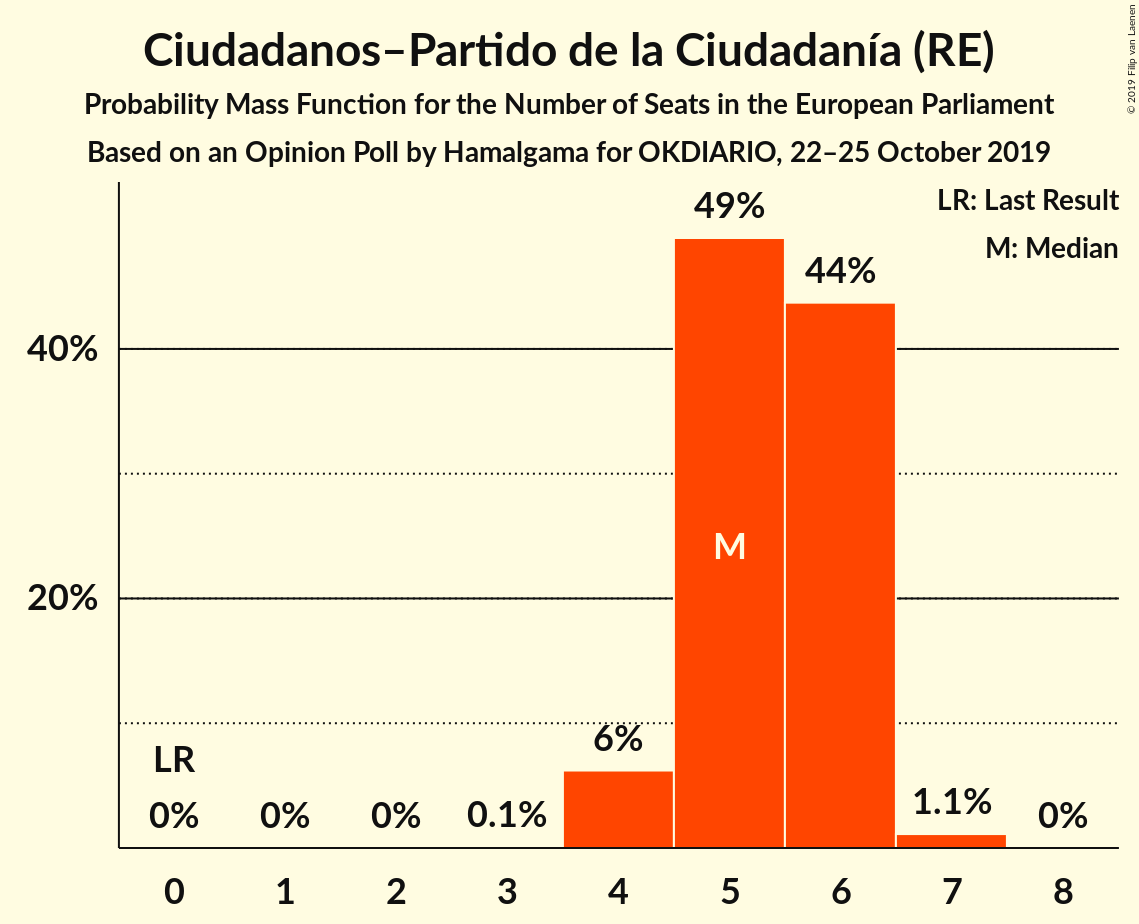 Ciudadanos–Partido de la Ciudadanía (RE)
Probability Mass Function for the Number of Seats in the European Parliament
Based on an Opinion Poll by Hamalgama for OKDIARIO, 22–25 October 2019
© 2019 Filip van Laenen
LR: Last Result
M: Median
49%
44%
40%
M
20%
6%
LR
1.1%
0% 0% 0% 0.1% 0%
0 1 2 3 4 5 6 7 8